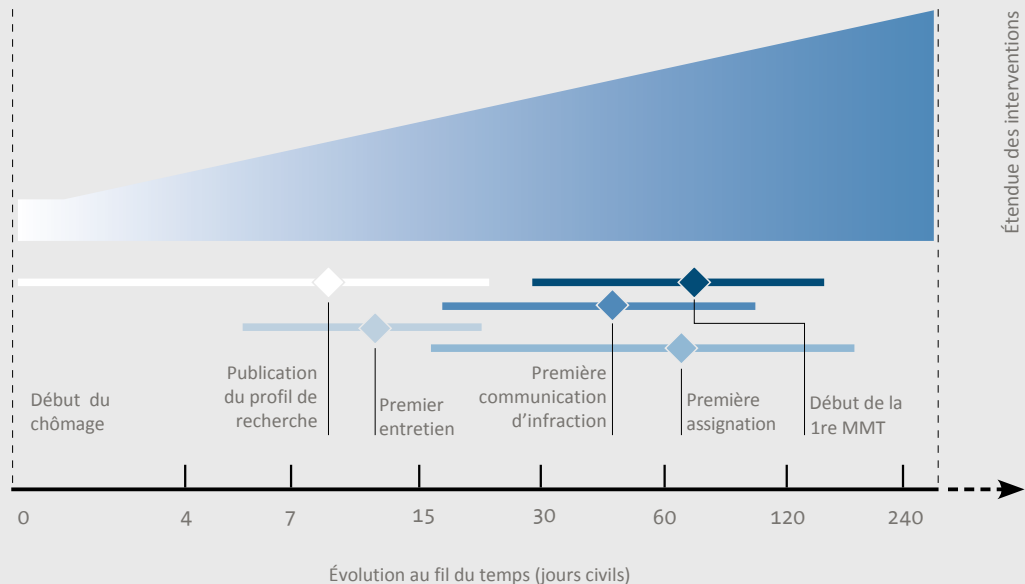 Étendue des interventions
Début du
chômage
Publication
du profil de
recherche
Premier
entretien
Première
communication
d'infraction
Première
assignation
Début de la
1re MMT
0 4 7 15 30 60 120 240
Évolution au fil du temps (jours civils)